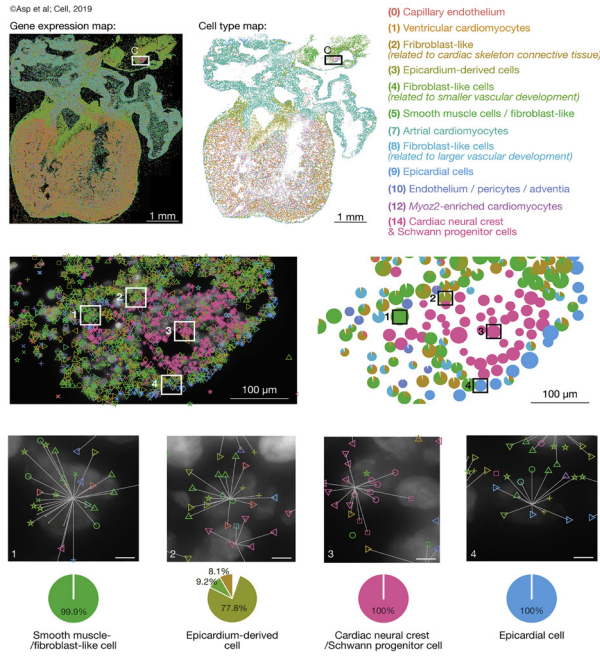 ©Asp et al; Cell, 2019
Gene expression map:
Cell type map:
C
1 mm
C
1 mm
(0) Capillary endothelium
(1) Ventricular cardiomyocytes
(2) Fribroblast-like
(related to cardiac skeleton connective tissue)
(3) Epicardium-derived cells
(4) Fibroblast-like cells
(related to smaller vascular development)
(5) Smooth muscle cells / fibroblast-like
(7) Artrial cardiomyocytes
(8) Fibroblast-like cells
(related to larger vascular development)
(9) Epicardial cells
(10) Endothelium / pericytes / adventia
(12) Myoz2-enriched cardiomyocytes
(14) Cardiac neural crest
& Schwann progenitor cells
2
1
3
4
100 µm
2
1
3
4
100 µm
1
2
3
4
99.9%
8.1%
9.2%
77.8%
100%
100%
Smooth muscle-
/fibroblast-like cell
Epicardium-derived
cell
Cardiac neural crest
/Schwann progenitor cell
Epicardial cell